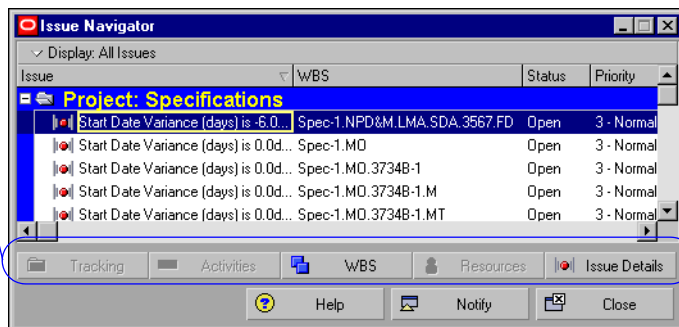 Issue Navigator
Display: All Issues
Issue WBS Status Priority
Project: Specifications
Start Date Variance (days) is -6.0... Spec-1.NPD&M.LMA.SDA.3567.FD Open 3 - Normal
Start Date Variance (days) is 0.0d... Spec-1.MO Open 3 - Normal
Start Date Variance (days) is 0.0d... Spec-1.MO.3734B-1 Open 3 - Normal
Start Date Variance (days) is 0.0d... Spec-1.MO.3734B-1.M Open 3 - Normal
Start Date Variance (days) is 0.0d... Spec-1.MO.3734B-1.MT Open 3 - Normal
Tracking Activities WBS Resources Issue Details
Help Notify Close